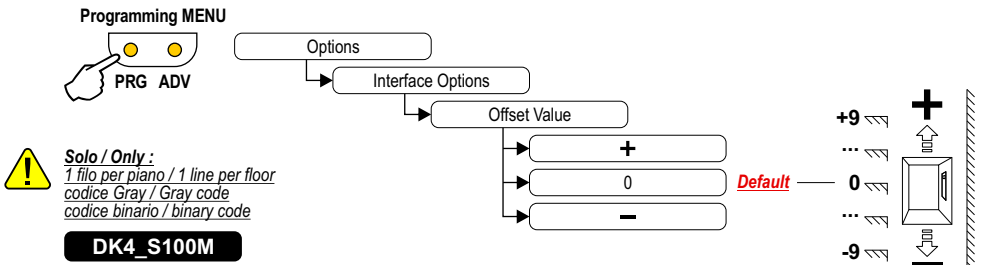 Programming MENU
PRG ADV
Options
Interface Options
Offset Value
+
0
Default
−
+9
...
0
...
-9
+
−
Solo / Only :
1 filo per piano / 1 line per floor
codice Gray / Gray code
codice binario / binary code
DK4_S100M